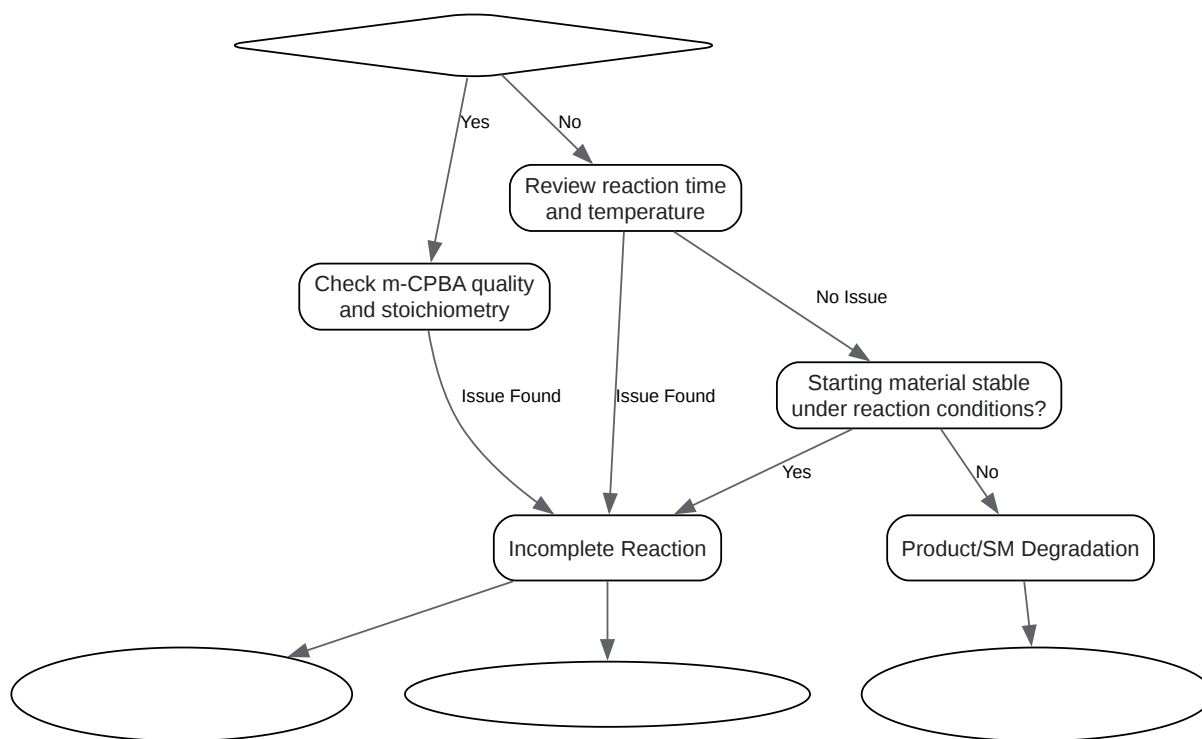 Yes
No
Review reaction time
and temperature
Check m-CPBA quality
and stoichiometry
No Issue
Issue Found
Issue Found
Starting material stable
under reaction conditions?
Yes
No
Incomplete Reaction
Product/SM Degradation